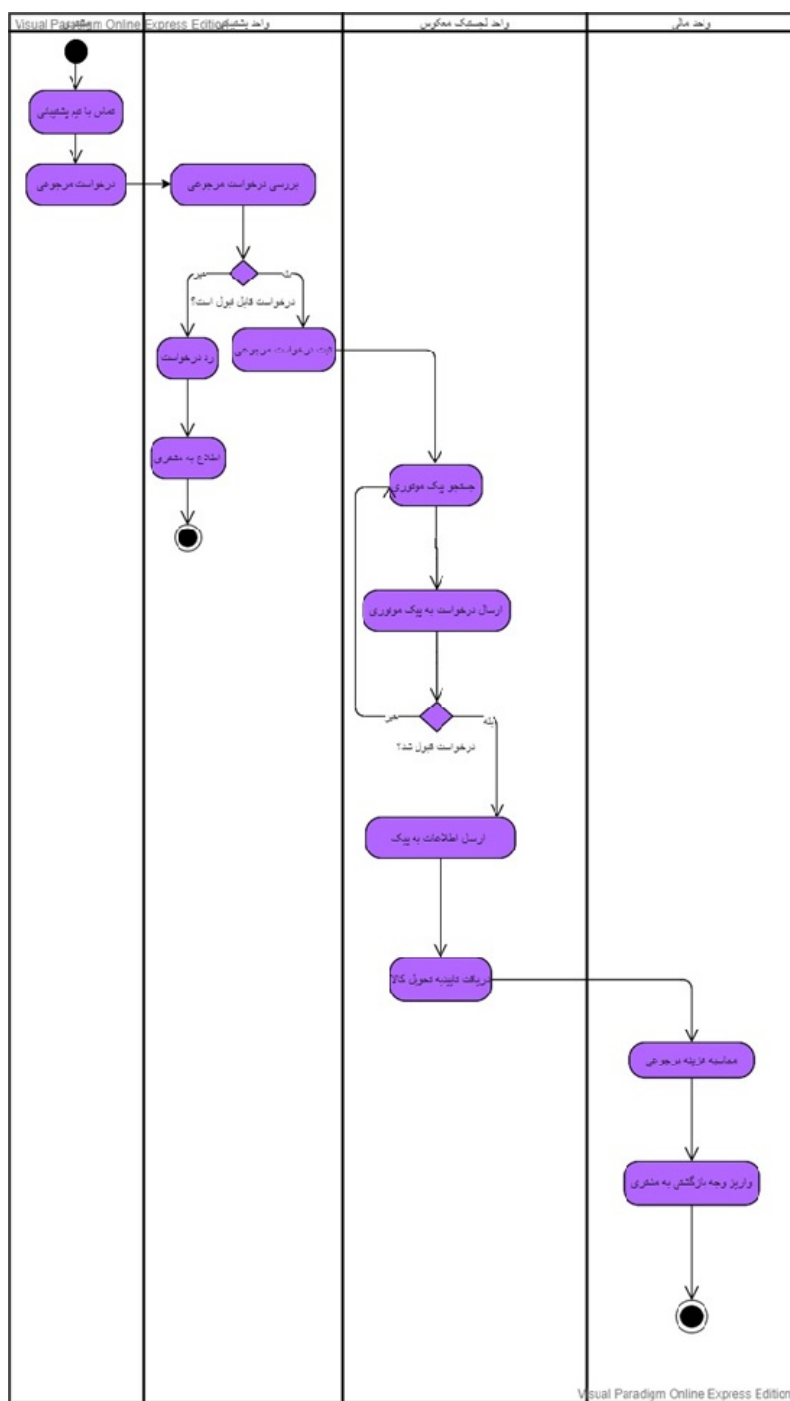 Visual Paradigm Online Express Edition
واحد پشتیبانی
واحد لجستیک معکوس
واحد مالی
تماس با تیم پشتیبانی
درخواست مرجوعی
بررسی درخواست مرجوعی
خیر
بله
درخواست قابل قبول است؟
رد درخواست
ثبت درخواست مرجوعی
اطلاع به مشتری
جستجو پیک موتوری
ارسال درخواست به پیک موتوری
خیر
بله
درخواست قبول شد؟
ارسال اطلاعات به پیک
دریافت تاییدیه تحویل کالا
محاسبه هزینه مرجوعی
واریز وجه بازگشتی به مشتری
Visual Paradigm Online Express Edition